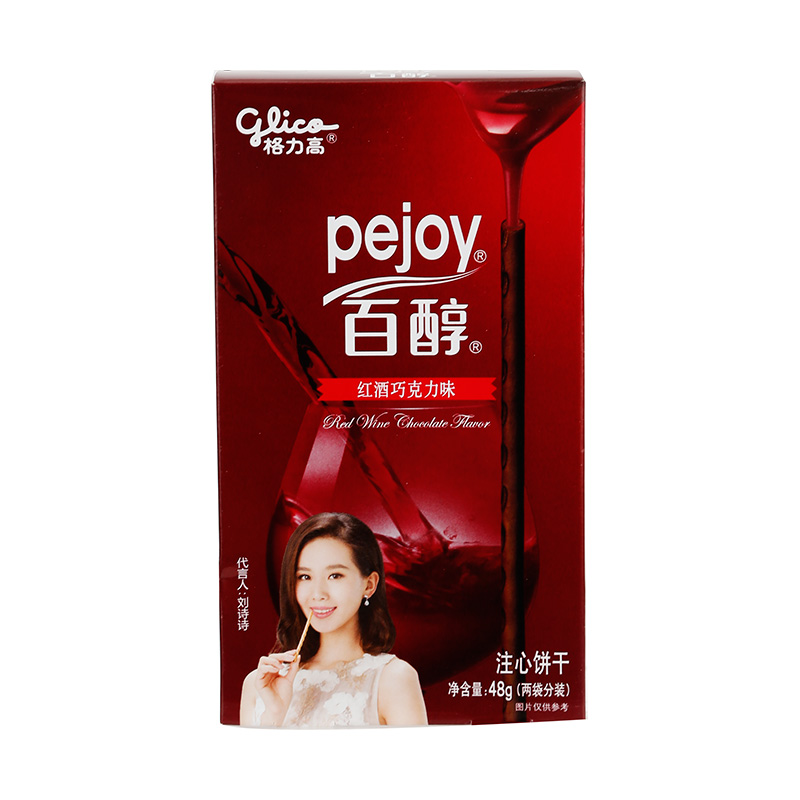 百醇
Glico
格力高®
pejoy®
百醇®
红酒巧克力味
Red Wine Chocolate Flavor
代言人:刘诗诗
注心饼干
净含量:48g(两袋分装)
图片仅供参考